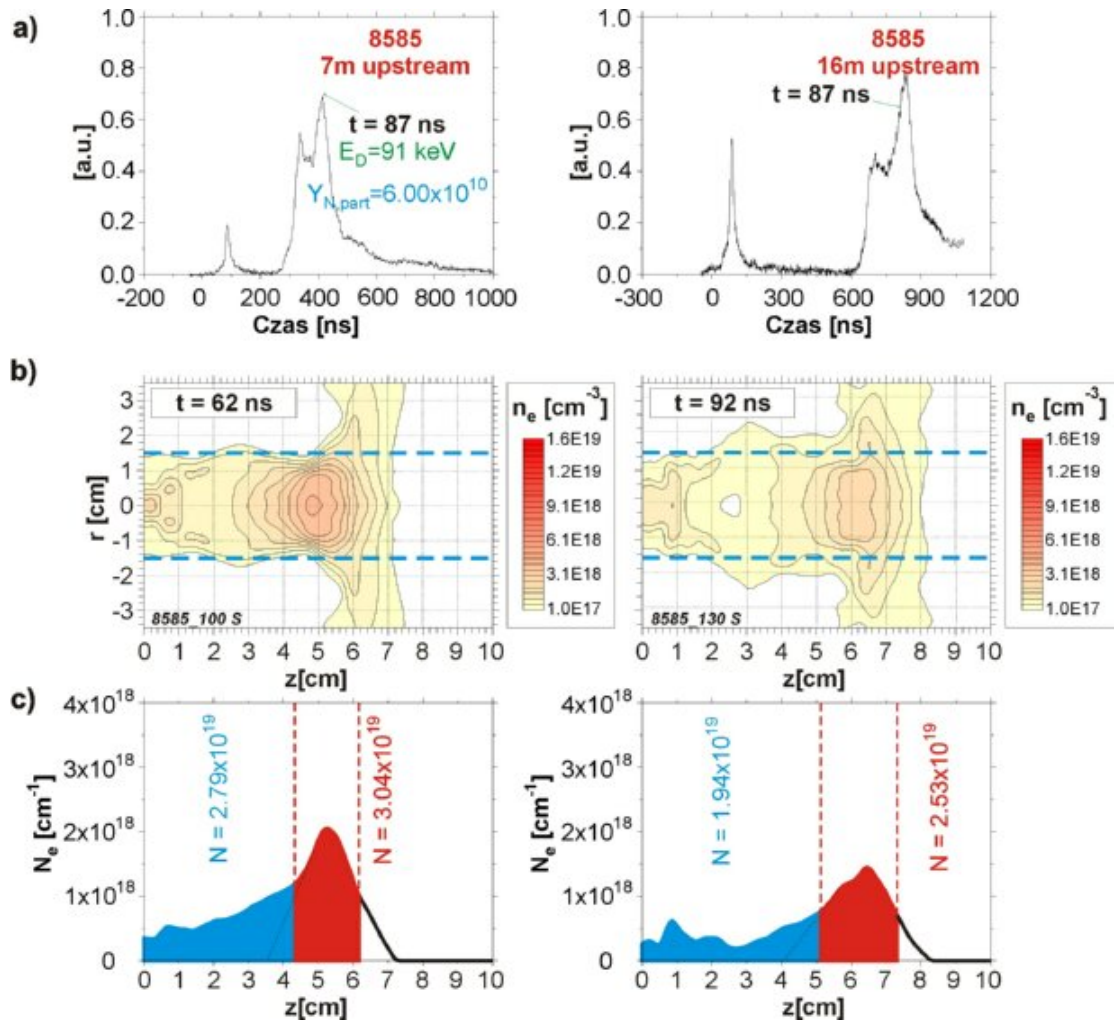 a)
1.0
0.8
0.6
0.4
0.2
0.0
[a.u.]
8585
7m upstream
t = 87 ns
E_D=91 keV
Y_N,part=6.00x10^10
-200 0 200 400 600 800 1000
Czas [ns]
1.0
0.8
0.6
0.4
0.2
0.0
[a.u.]
8585
16m upstream
t = 87 ns
-300 0 300 600 900 1200
Czas [ns]
b)
t = 62 ns
3
2
1
0
-1
-2
-3
r [cm]
8585_100 S
0 1 2 3 4 5 6 7 8 9 10
z[cm]
n_e [cm^-3]
1.6E19
1.2E19
9.1E18
3.1E18
1.0E17
t = 92 ns
8585_130 S
0 1 2 3 4 5 6 7 8 9 10
z[cm]
n_e [cm^-3]
1.6E19
1.2E19
9.1E18
3.1E18
1.0E17
c)
4x10^18
3x10^18
2x10^18
1x10^18
0
N_e [cm^-1]
N = 2.79x10^19
N = 3.04x10^19
0 1 2 3 4 5 6 7 8 9 10
z[cm]
4x10^18
3x10^18
2x10^18
1x10^18
0
N_e [cm^-1]
N = 1.94x10^19
N = 2.53x10^19
0 1 2 3 4 5 6 7 8 9 10
z[cm]